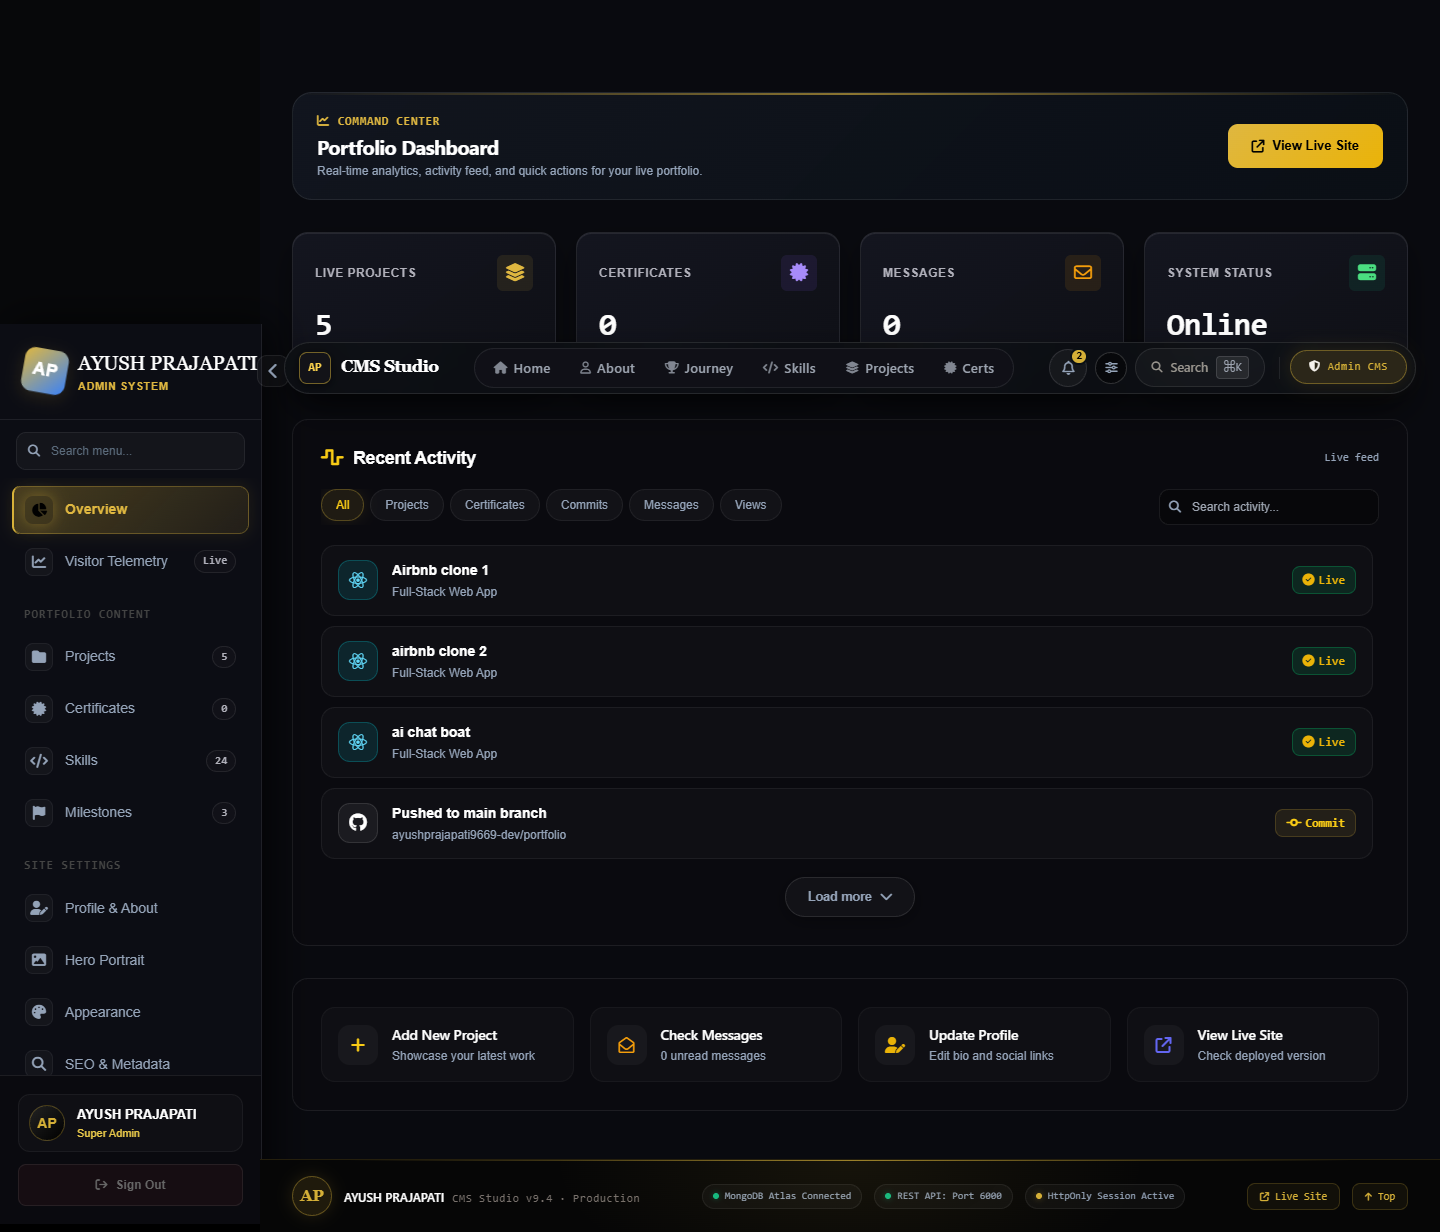 COMMAND CENTER
Portfolio Dashboard
Real-time analytics, activity feed, and quick actions for your live portfolio.
View Live Site
LIVE PROJECTS
5
CERTIFICATES
0
MESSAGES
0
SYSTEM STATUS
Online
AP
AYUSH PRAJAPATI
ADMIN SYSTEM
AP
CMS Studio
Home
About
Journey
Skills
Projects
Certs
2
Search
⌘K
Admin CMS
Search menu...
Overview
Visitor Telemetry
Live
PORTFOLIO CONTENT
Projects
5
Certificates
0
Skills
24
Milestones
3
SITE SETTINGS
Profile & About
Hero Portrait
Appearance
SEO & Metadata
AP
AYUSH PRAJAPATI
Super Admin
Sign Out
Recent Activity
Live feed
All
Projects
Certificates
Commits
Messages
Views
Search activity...
Airbnb clone 1
Full-Stack Web App
Live
airbnb clone 2
Full-Stack Web App
Live
ai chat boat
Full-Stack Web App
Live
Pushed to main branch
ayushprajapati9669-dev/portfolio
Commit
Load more
Add New Project
Showcase your latest work
Check Messages
0 unread messages
Update Profile
Edit bio and social links
View Live Site
Check deployed version
AP
AYUSH PRAJAPATI
CMS Studio v9.4 · Production
MongoDB Atlas Connected
REST API: Port 6000
HttpOnly Session Active
Live Site
Top